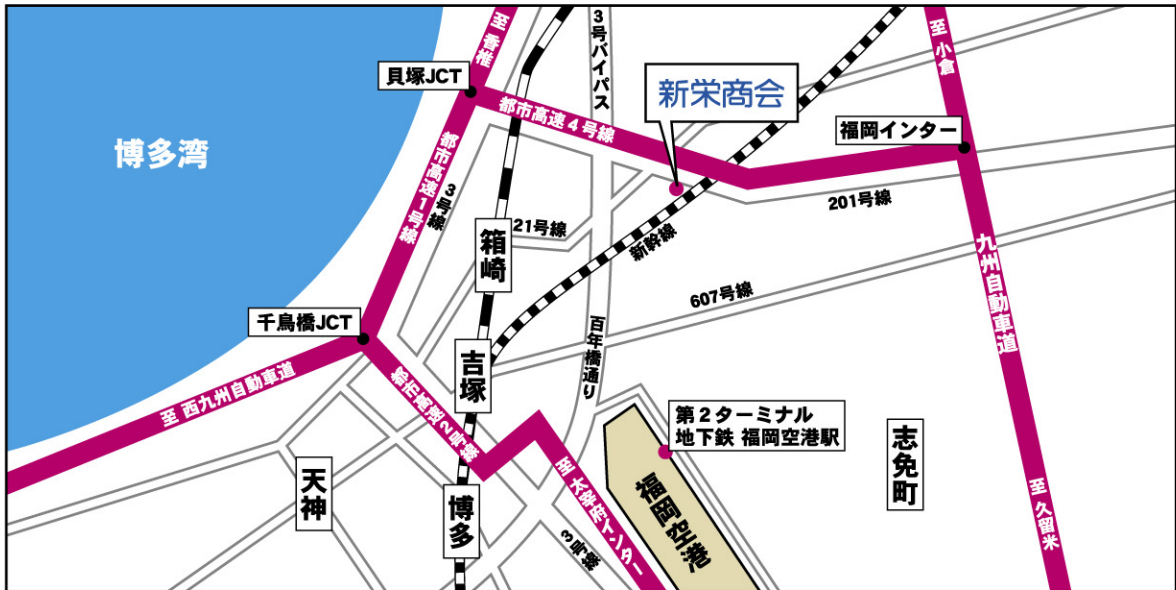 至 香椎
3号バイパス
至 小倉
貝塚JCT
新栄商会
都市高速4号線
福岡インター
博多湾
都市高速1号線
3号線
201号線
21号線
箱崎
新幹線
九州自動車道
607号線
千鳥橋JCT
百年橋通り
吉塚
至 西九州自動車道
都市高速2号線
第2ターミナル
地下鉄 福岡空港駅
志免町
天神
博多
至 太宰府インター
福岡空港
至 久留米
3号線